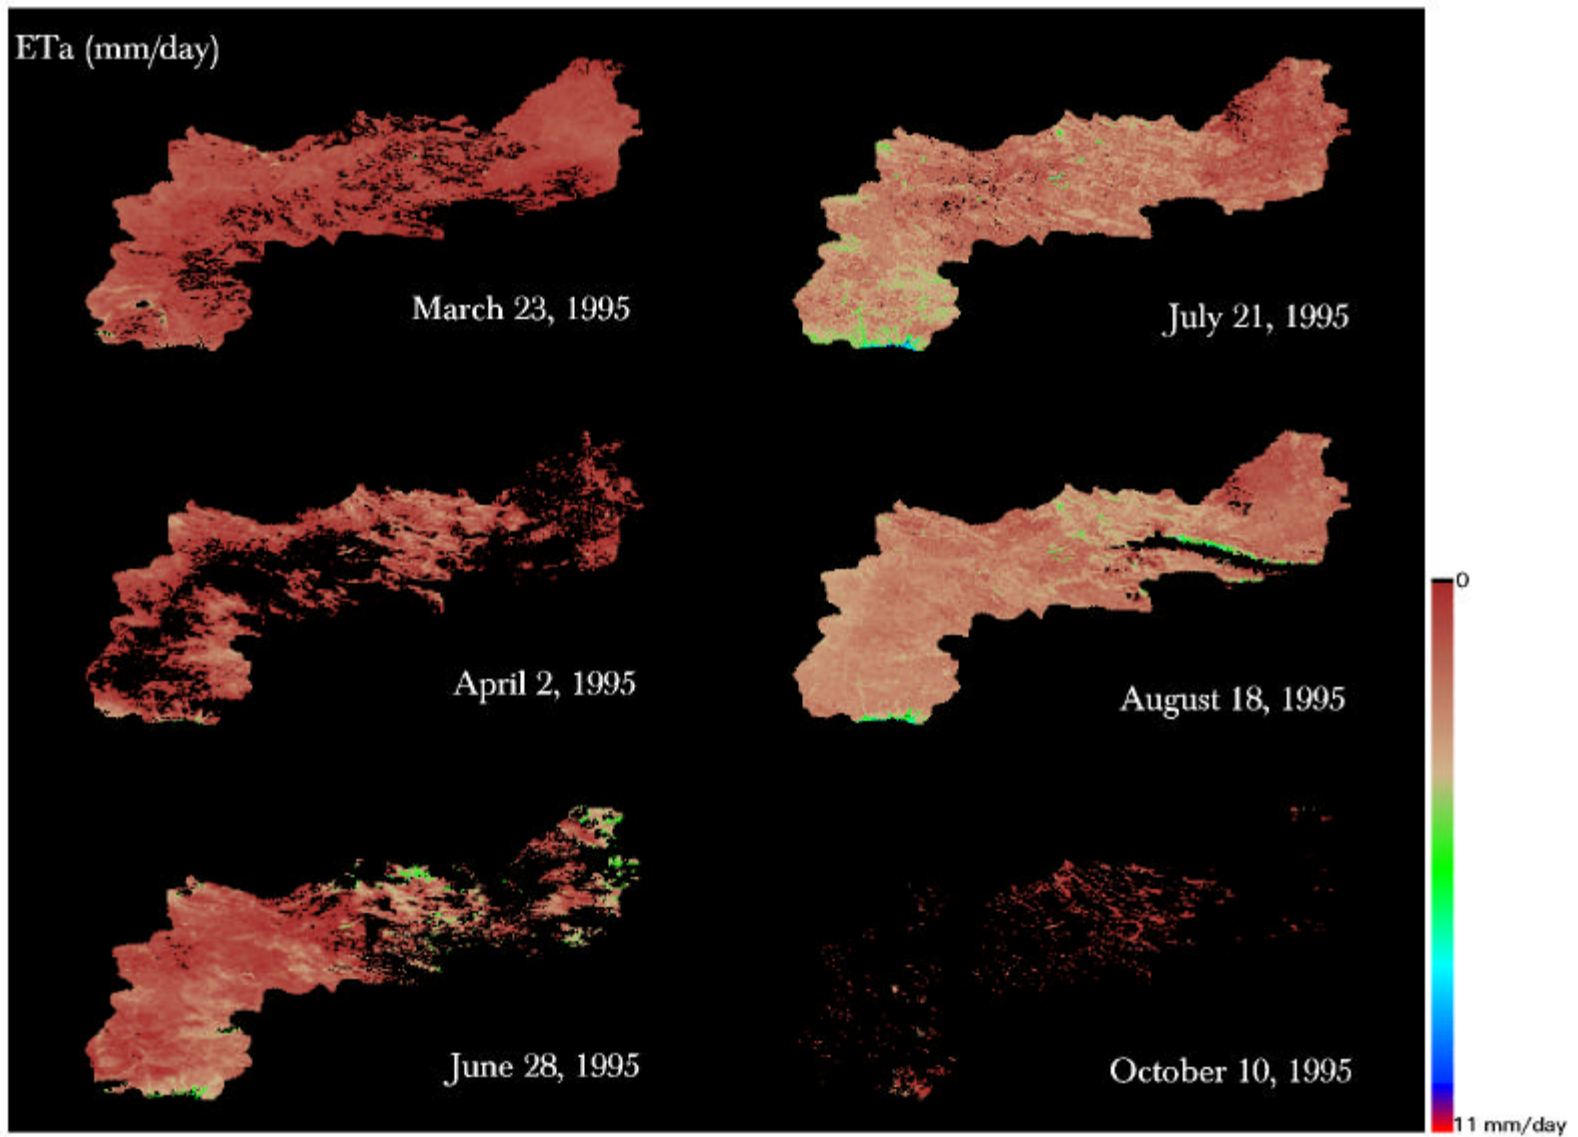 ETa (mm/day)
March 23, 1995
July 21, 1995
April 2, 1995
August 18, 1995
June 28, 1995
October 10, 1995
0
11 mm/day